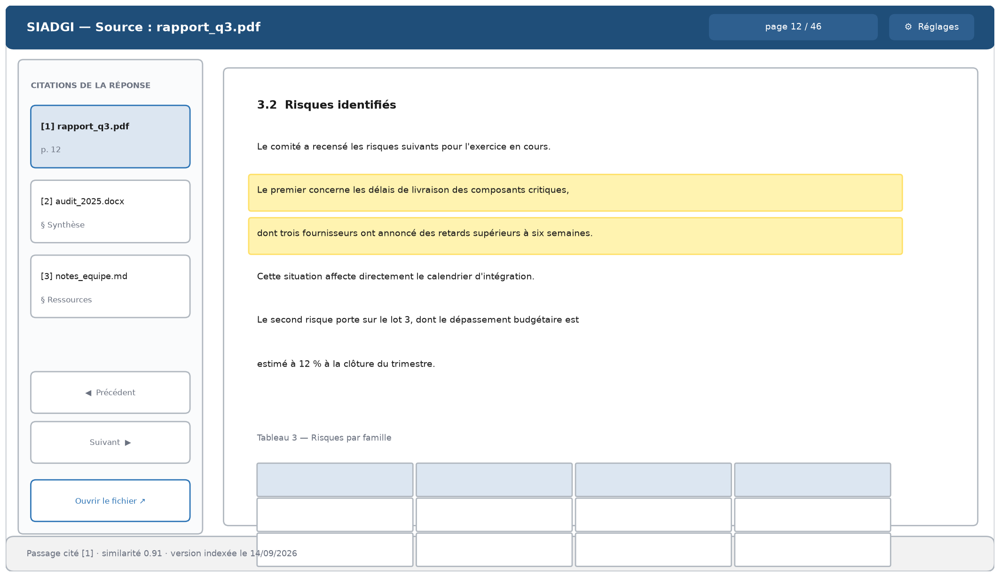 SIADGI — Source : rapport_q3.pdf
page 12 / 46
⚙ Réglages
CITATIONS DE LA RÉPONSE
[1] rapport_q3.pdf
p. 12
[2] audit_2025.docx
§ Synthèse
[3] notes_equipe.md
§ Ressources
◀ Précédent
Suivant ▶
Ouvrir le fichier ↗
3.2 Risques identifiés
Le comité a recensé les risques suivants pour l'exercice en cours.
Le premier concerne les délais de livraison des composants critiques,
dont trois fournisseurs ont annoncé des retards supérieurs à six semaines.
Cette situation affecte directement le calendrier d'intégration.
Le second risque porte sur le lot 3, dont le dépassement budgétaire est
estimé à 12 % à la clôture du trimestre.
Tableau 3 — Risques par famille
Passage cité [1] · similarité 0.91 · version indexée le 14/09/2026